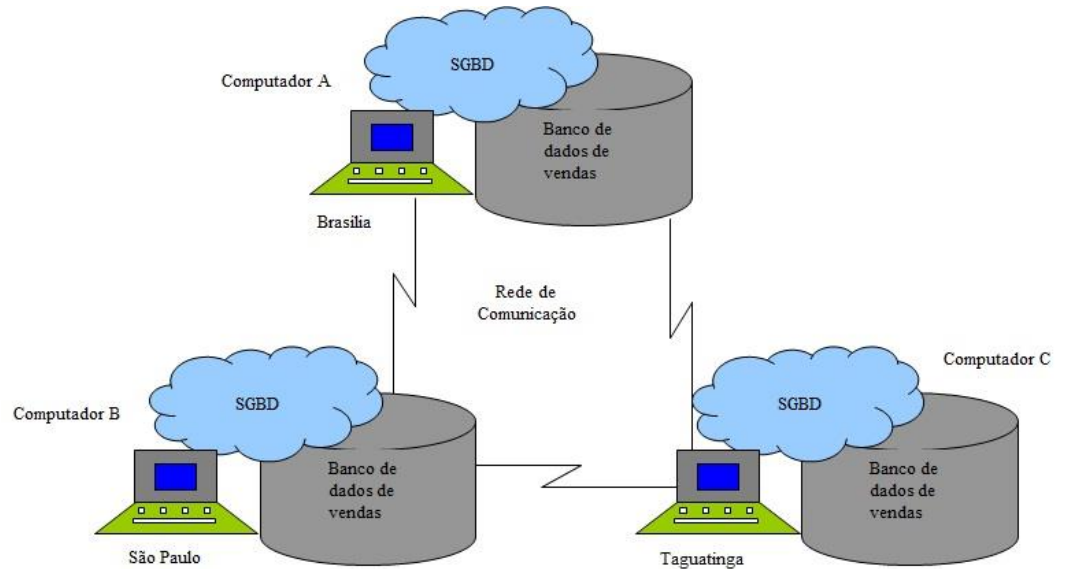 SGBD
Computador A
Banco de
dados de
vendas
Brasília
Rede de
Comunicação
Computador C
SGBD
SGBD
Computador B
Banco de
dados de
vendas
Banco de
dados de
vendas
São Paulo
Taguatinga